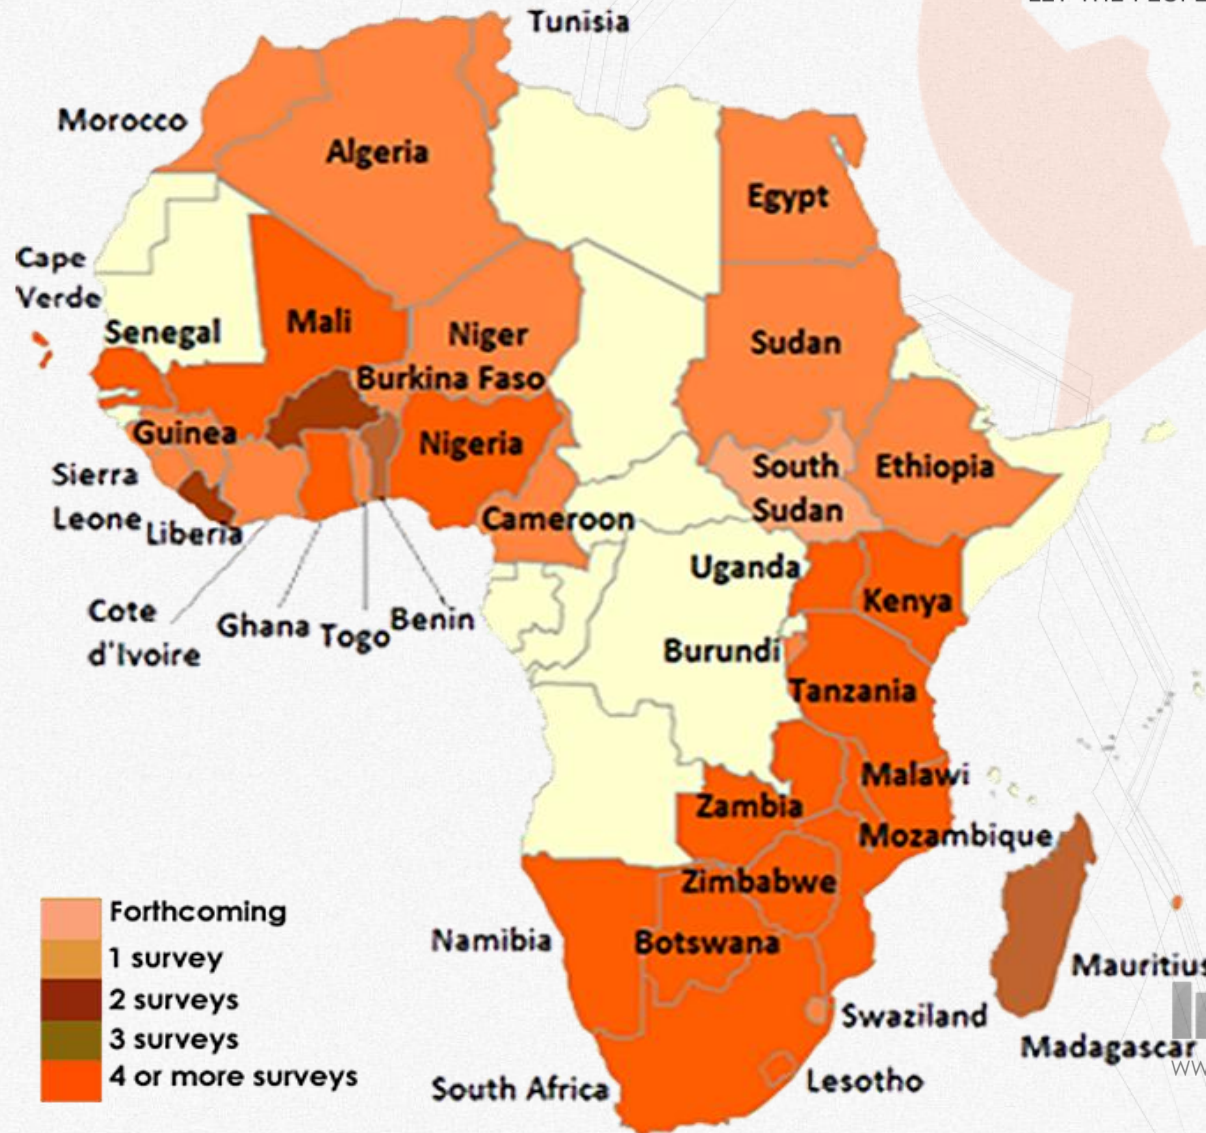 Tunisia
Morocco
Algeria
Egypt
Cape
Verde
Senegal
Mali
Niger
Sudan
Burkina Faso
Guinea
Nigeria
Sierra
Leone
Liberia
South
Sudan
Ethiopia
Cameroon
Uganda
Kenya
Cote
d'Ivoire
Ghana
Togo
Benin
Burundi
Tanzania
Malawi
Zambia
Mozambique
Zimbabwe
Namibia
Botswana
Mauritius
Swaziland
Madagascar
South Africa
Lesotho
Forthcoming
1 survey
2 surveys
3 surveys
4 or more surveys